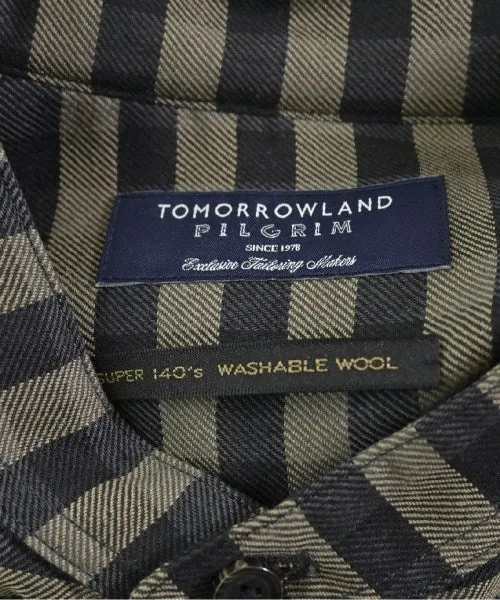 TOMORROWLAND
PILGRIM
SINCE 1978
Exclusive Tailoring Makers
SUPER 140's WASHABLE WOOL